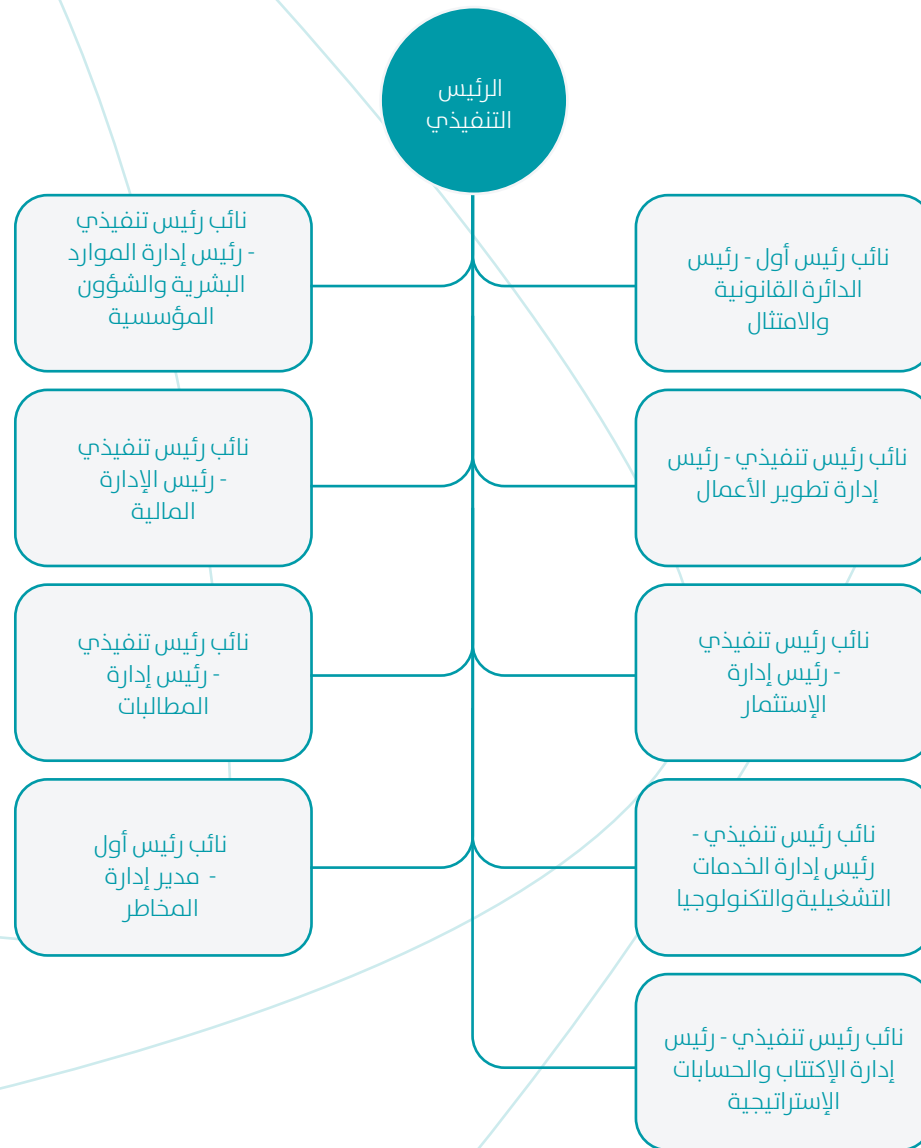 الرئيس
التنفيذي
نائب رئيس أول - رئيس
الدائرة القانونية
والامتثال
نائب رئيس تنفيذي
- رئيس إدارة الموارد
البشرية والشؤون
المؤسسية
نائب رئيس تنفيذي - رئيس
إدارة تطوير الأعمال
نائب رئيس تنفيذي
- رئيس الإدارة
المالية
نائب رئيس تنفيذي
- رئيس إدارة
الإستثمار
نائب رئيس تنفيذي
- رئيس إدارة
المطالبات
نائب رئيس تنفيذي -
رئيس إدارة الخدمات
التشغيلية والتكنولوجيا
نائب رئيس أول
- مدير إدارة
المخاطر
نائب رئيس تنفيذي - رئيس
إدارة الإكتتاب والحسابات
الإستراتيجية